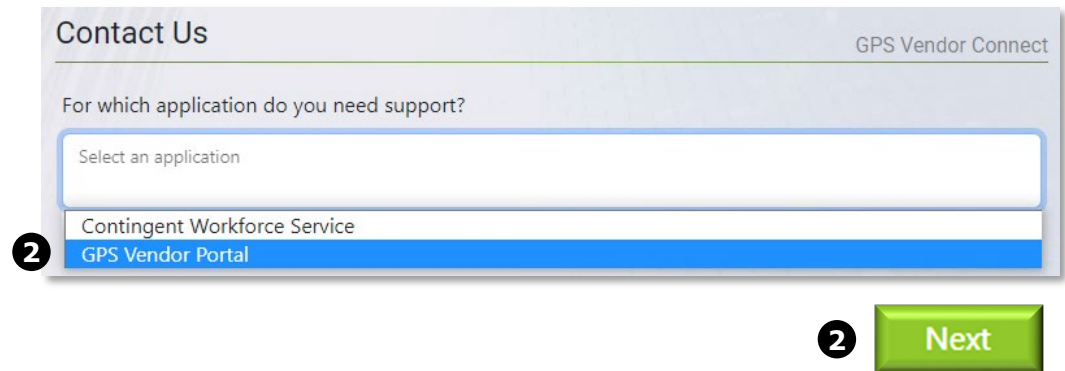 Contact Us
GPS Vendor Connect
For which application do you need support?
Select an application
Contingent Workforce Service
2 GPS Vendor Portal
2 Next